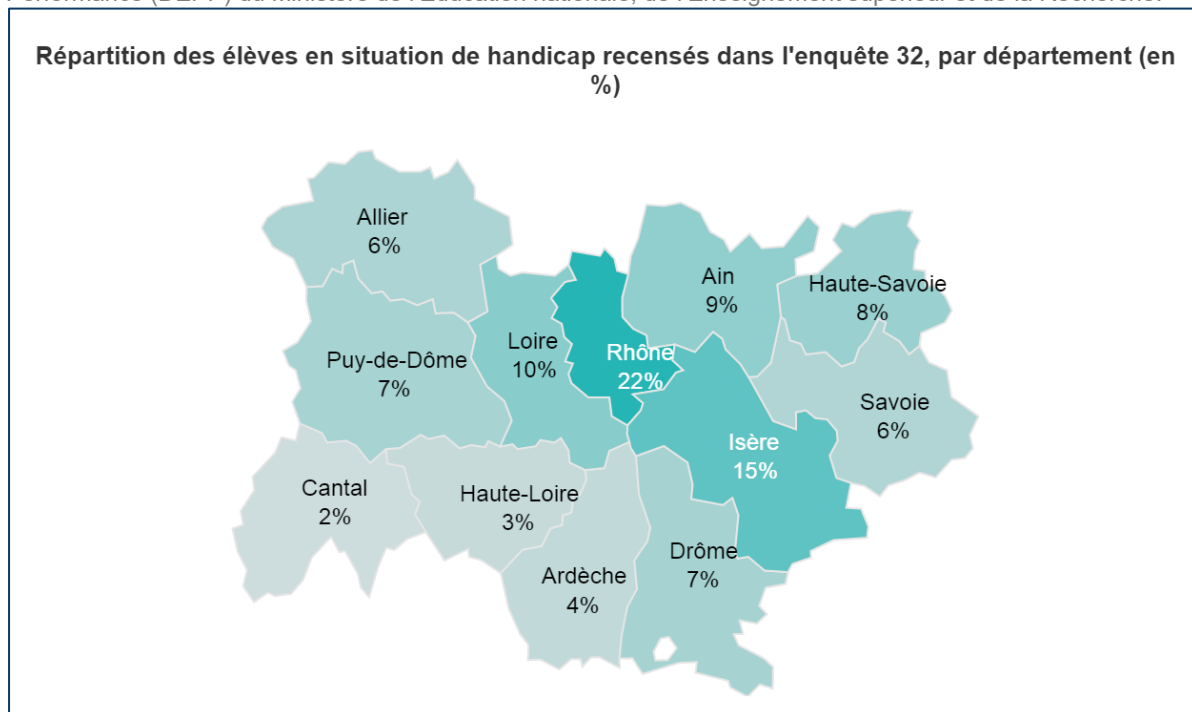 Répartition des élèves en situation de handicap recensés dans l'enquête 32, par département (en
%)
Allier
6%
Ain
9%
Haute-Savoie
8%
Puy-de-Dôme
7%
Loire
10%
Rhône
22%
Savoie
6%
Isère
15%
Cantal
2%
Haute-Loire
3%
Ardèche
4%
Drôme
7%